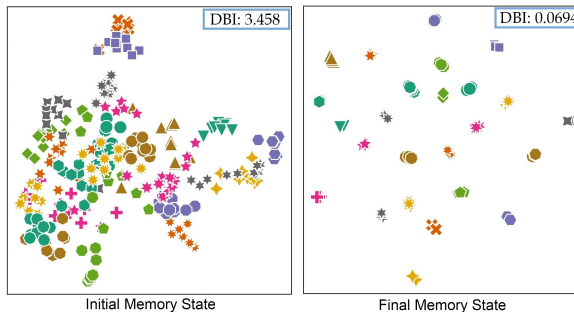 DBI: 3.458
DBI: 0.0694
Initial Memory State
Final Memory State